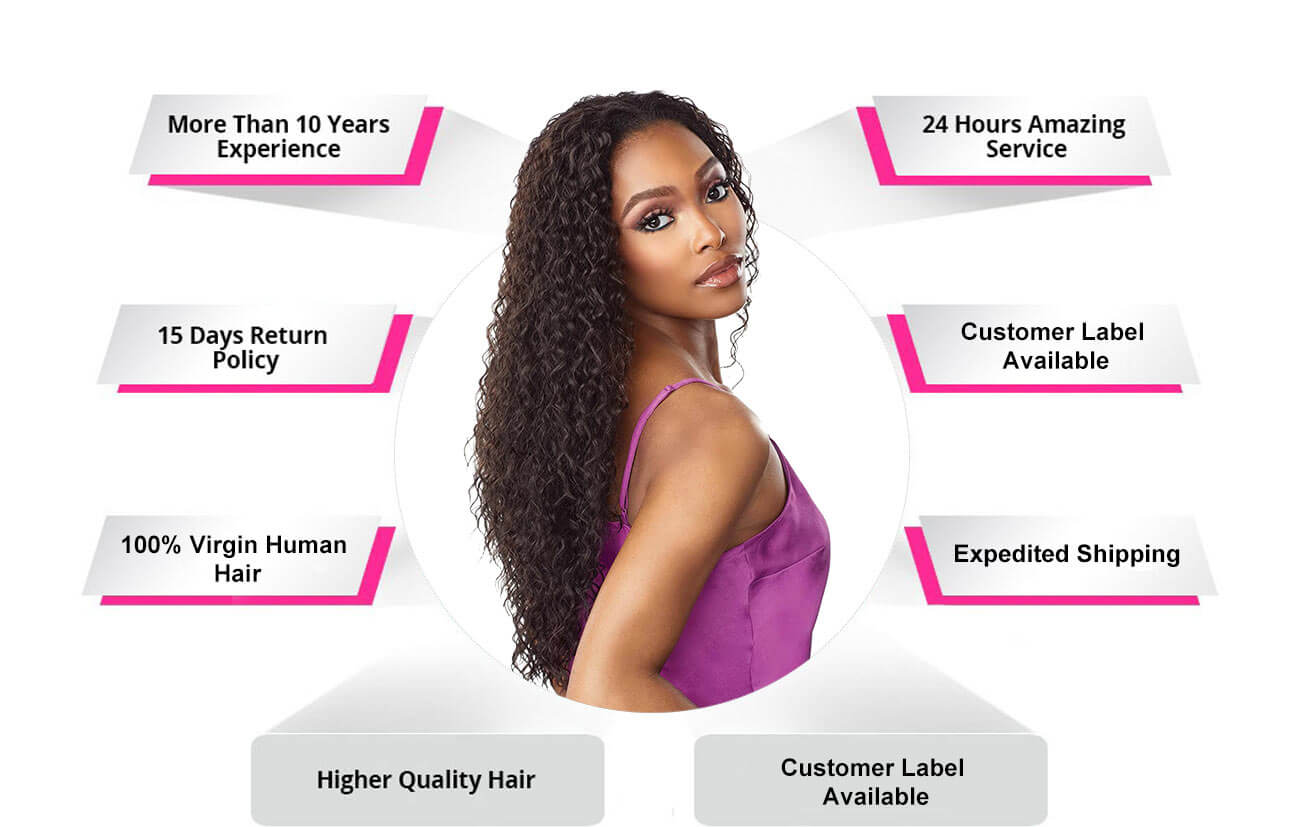 More Than 10 Years
Experience
24 Hours Amazing
Service
15 Days Return
Policy
Customer Label
Available
100% Virgin Human
Hair
Expedited Shipping
Higher Quality Hair
Customer Label
Available